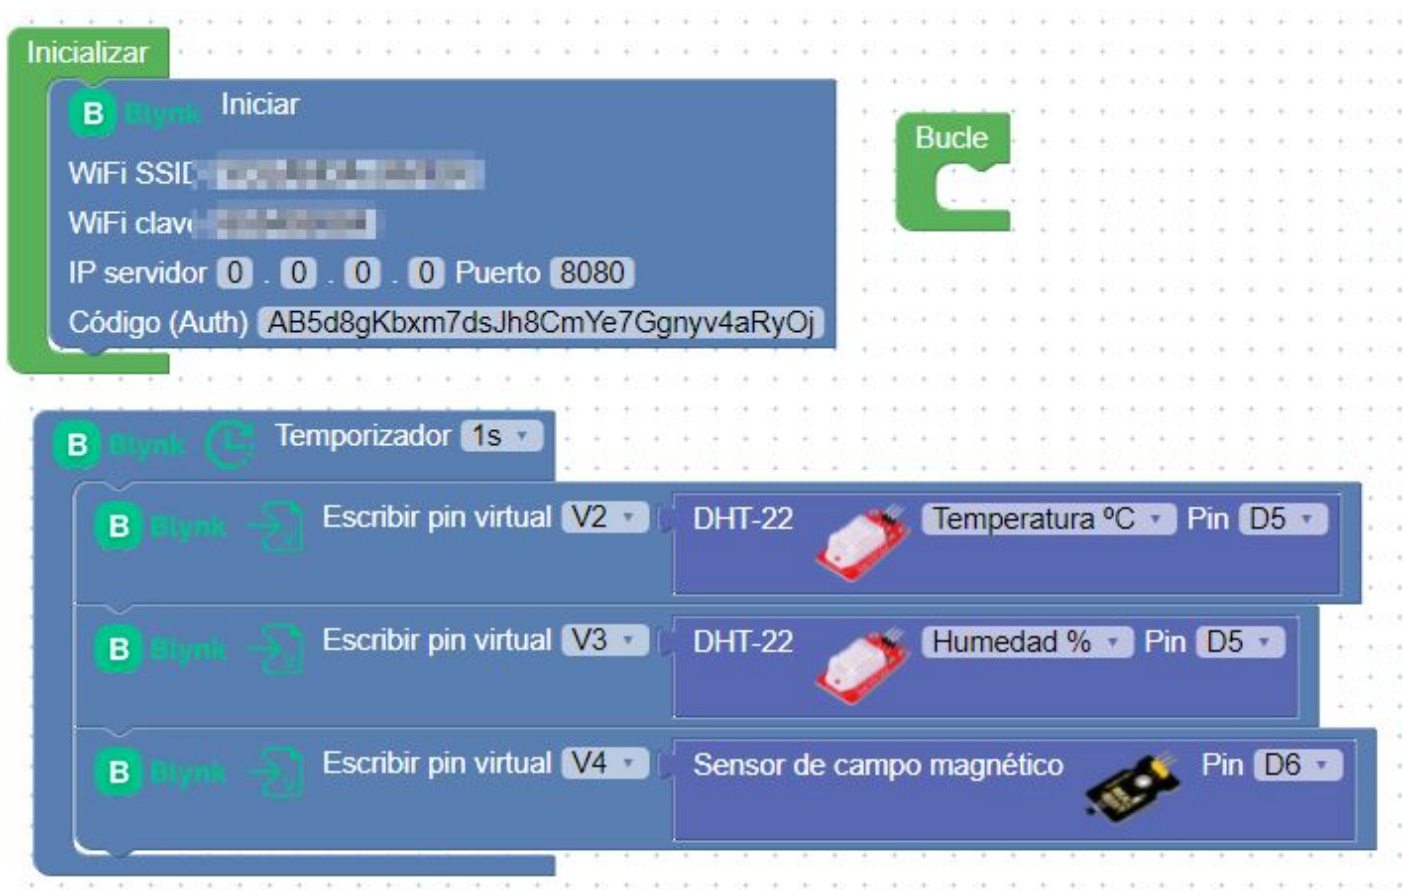 Inicializar
B Blynk Iniciar
WiFi SSID
WiFi clave
IP servidor 0 . 0 . 0 . 0 Puerto 8080
Código (Auth) AB5d8gKbxm7dsJh8CmYe7Ggnyv4aRyOj
Bucle
B Blynk Temporizador 1s
B Blynk Escribir pin virtual V2 DHT-22 Temperatura ºC Pin D5
B Blynk Escribir pin virtual V3 DHT-22 Humedad % Pin D5
B Blynk Escribir pin virtual V4 Sensor de campo magnético Pin D6